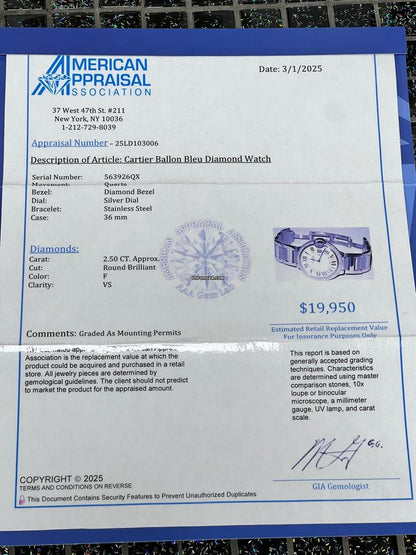 AMERICAN
APPRAISAL
ASSOCIATION
Date: 3/1/2025
37 West 47th St. #211
New York, NY 10036
1-212-729-8039
Appraisal Number – 25LD103006
Description of Article: Cartier Ballon Bleu Diamond Watch
Serial Number: 563926QX
Movement: Quartz
Bezel: Diamond Bezel
Dial: Silver Dial
Bracelet: Stainless Steel
Case: 36 mm
AMERICAN APPRAISAL ASSOCIATION
AAA Gem Lab
Diamonds:
Carat: 2.50 CT. Approx.
Cut: Round Brilliant
Color: F
Clarity: VS
$19,950
Estimated Retail Replacement Value
For Insurance Purposes Only
Comments: Graded As Mounting Permits
Association is the replacement value at which the
product could be acquired and purchased in a retail
store. All jewelry pieces are determined by
gemological guidelines. The client should not predict
to market the product for the appraised amount.
This report is based on
generally accepted grading
techniques. Characteristics
are determined using master
comparison stones, 10x
loupe or binocular
microscope, a millimeter
gauge, UV lamp, and carat
scale.
G.G.
GIA Gemologist
COPYRIGHT © 2025
TERMS AND CONDITIONS ON REVERSE
This Document Contains Security Features to Prevent Unauthorized Duplicates